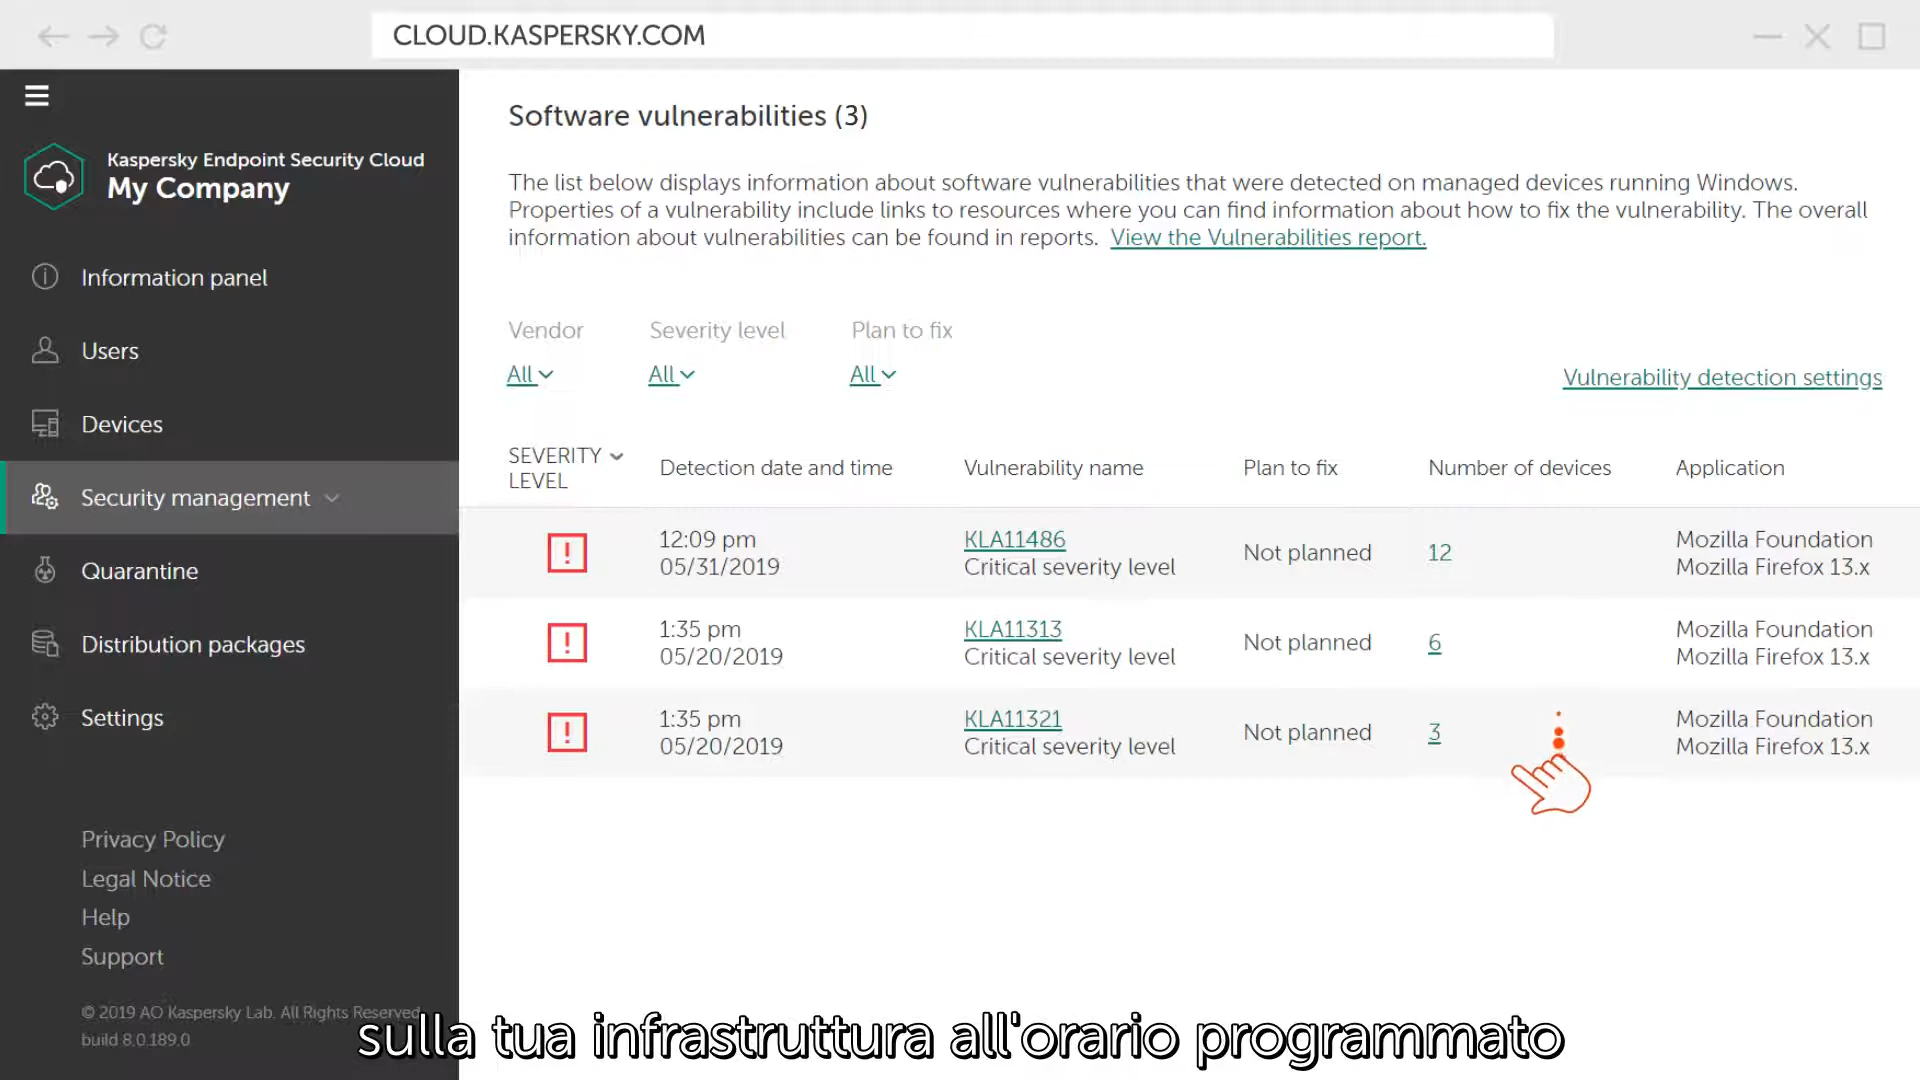 CLOUD.KASPERSKY.COM
Kaspersky Endpoint Security Cloud
My Company
Information panel
Users
Devices
Security management
Quarantine
Distribution packages
Settings
Privacy Policy
Legal Notice
Help
Support
© 2019 AO Kaspersky Lab. All Rights Reserved.
build 8.0.189.0
Software vulnerabilities (3)
The list below displays information about software vulnerabilities that were detected on managed devices running Windows.
Properties of a vulnerability include links to resources where you can find information about how to fix the vulnerability. The overall
information about vulnerabilities can be found in reports. View the Vulnerabilities report.
Vendor Severity level Plan to fix
All All All
Vulnerability detection settings
SEVERITY LEVEL Detection date and time Vulnerability name Plan to fix Number of devices Application
12:09 pm KLA11486 Not planned 12 Mozilla Foundation
05/31/2019 Critical severity level Mozilla Firefox 13.x
1:35 pm KLA11313 Not planned 6 Mozilla Foundation
05/20/2019 Critical severity level Mozilla Firefox 13.x
1:35 pm KLA11321 Not planned 3 Mozilla Foundation
05/20/2019 Critical severity level Mozilla Firefox 13.x
sulla tua infrastruttura all'orario programmato